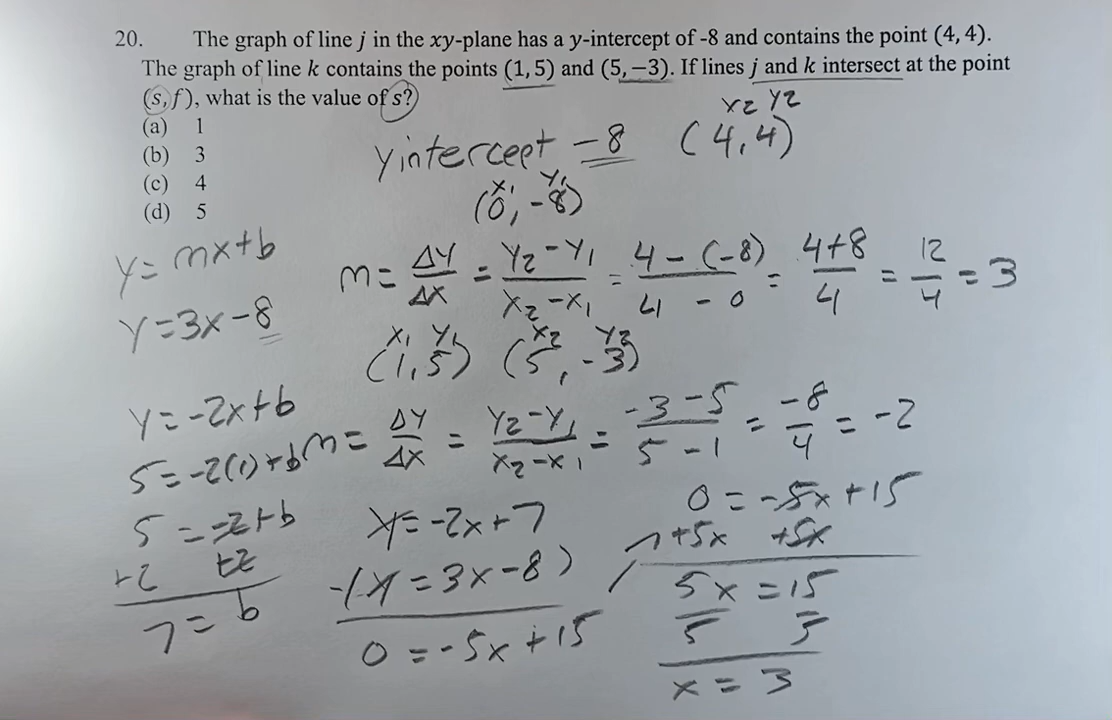 20. The graph of line j in the xy-plane has a y-intercept of -8 and contains the point (4, 4).
The graph of line k contains the points (1, 5) and (5, −3). If lines j and k intersect at the point
(s, f), what is the value of s?
(a) 1
(b) 3
(c) 4
(d) 5
x2 y2
y intercept -8 (4,4)
x1 y1
(0, -8)
y = mx+b
m = Δy/Δx = (y2-y1)/(x2-x1) = (4-(-8))/(4-0) = (4+8)/4 = 12/4 = 3
y=3x-8
x1 y1 x2 y2
(1,5) (5,-3)
y=-2x+b
m = Δy/Δx = (y2-y1)/(x2-x1) = (-3-5)/(5-1) = -8/4 = -2
5=-2(1)+b
5 = -2+b
+2 +2
7 = b
y=-2x+7
-(y=3x-8)
0=-5x+15
0=-5x+15
+5x +5x
5x=15
5 5
x=3